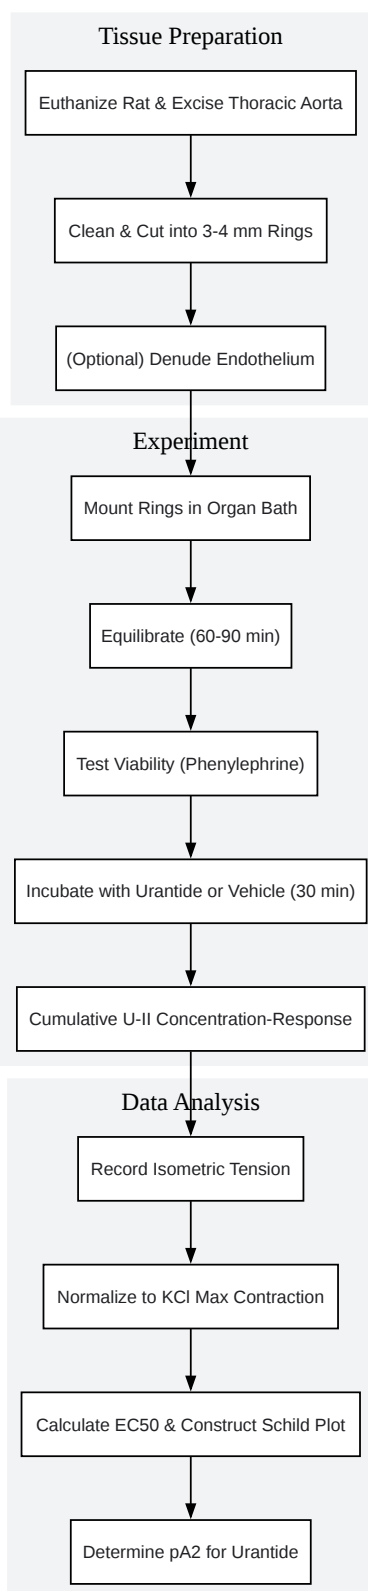 Tissue Preparation
Euthanize Rat & Excise Thoracic Aorta
Clean & Cut into 3-4 mm Rings
(Optional) Denude Endothelium
Experiment
Mount Rings in Organ Bath
Equilibrate (60-90 min)
Test Viability (Phenylephrine)
Incubate with Urantide or Vehicle (30 min)
Cumulative U-II Concentration-Response
Data Analysis
Record Isometric Tension
Normalize to KCl Max Contraction
Calculate EC50 & Construct Schild Plot
Determine pA2 for Urantide